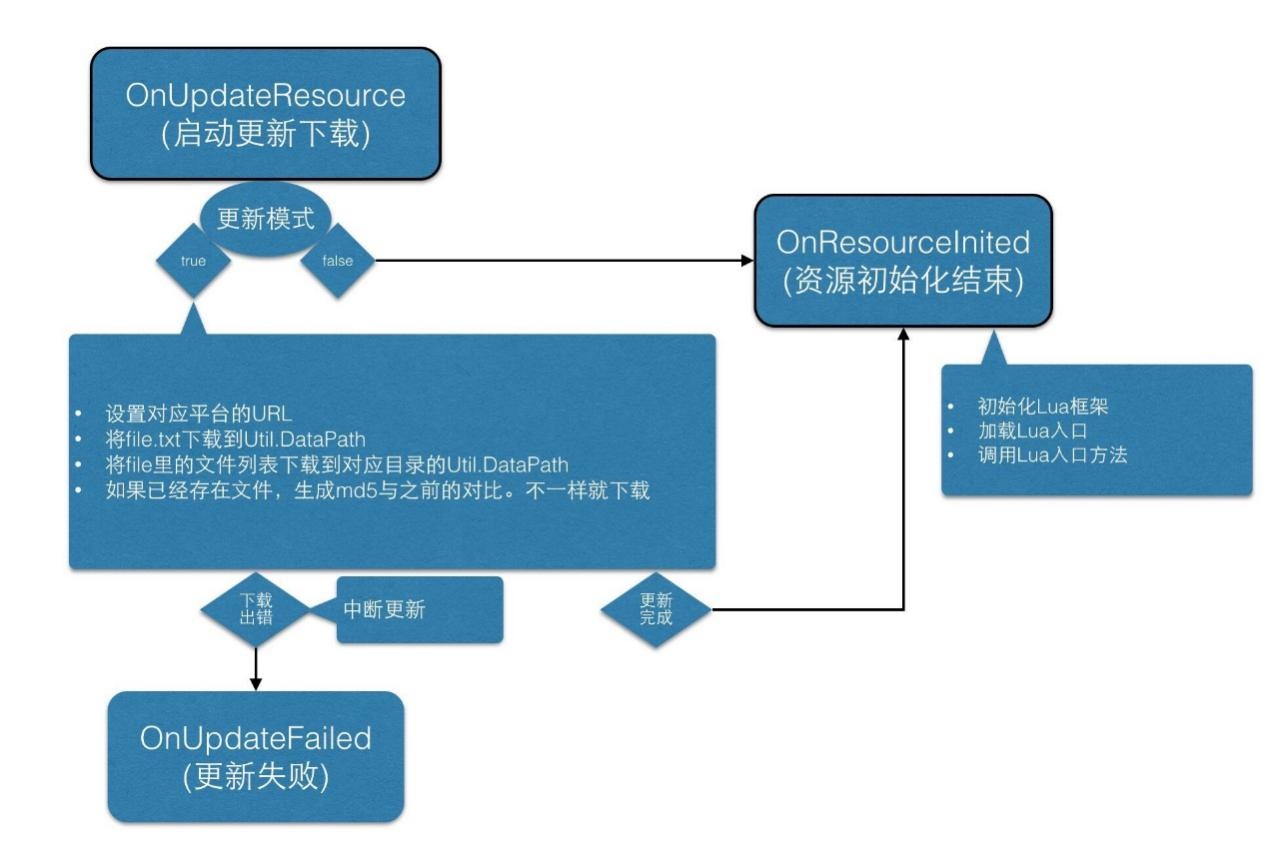 OnUpdateResource
(启动更新下载)
更新模式
true
false
OnResourceInited
(资源初始化结束)
• 设置对应平台的URL
• 将file.txt下载到Util.DataPath
• 将file里的文件列表下载到对应目录的Util.DataPath
• 如果已经存在文件，生成md5与之前的对比。不一样就下载
• 初始化Lua框架
• 加载Lua入口
• 调用Lua入口方法
下载
出错
中断更新
更新
完成
OnUpdateFailed
(更新失败)